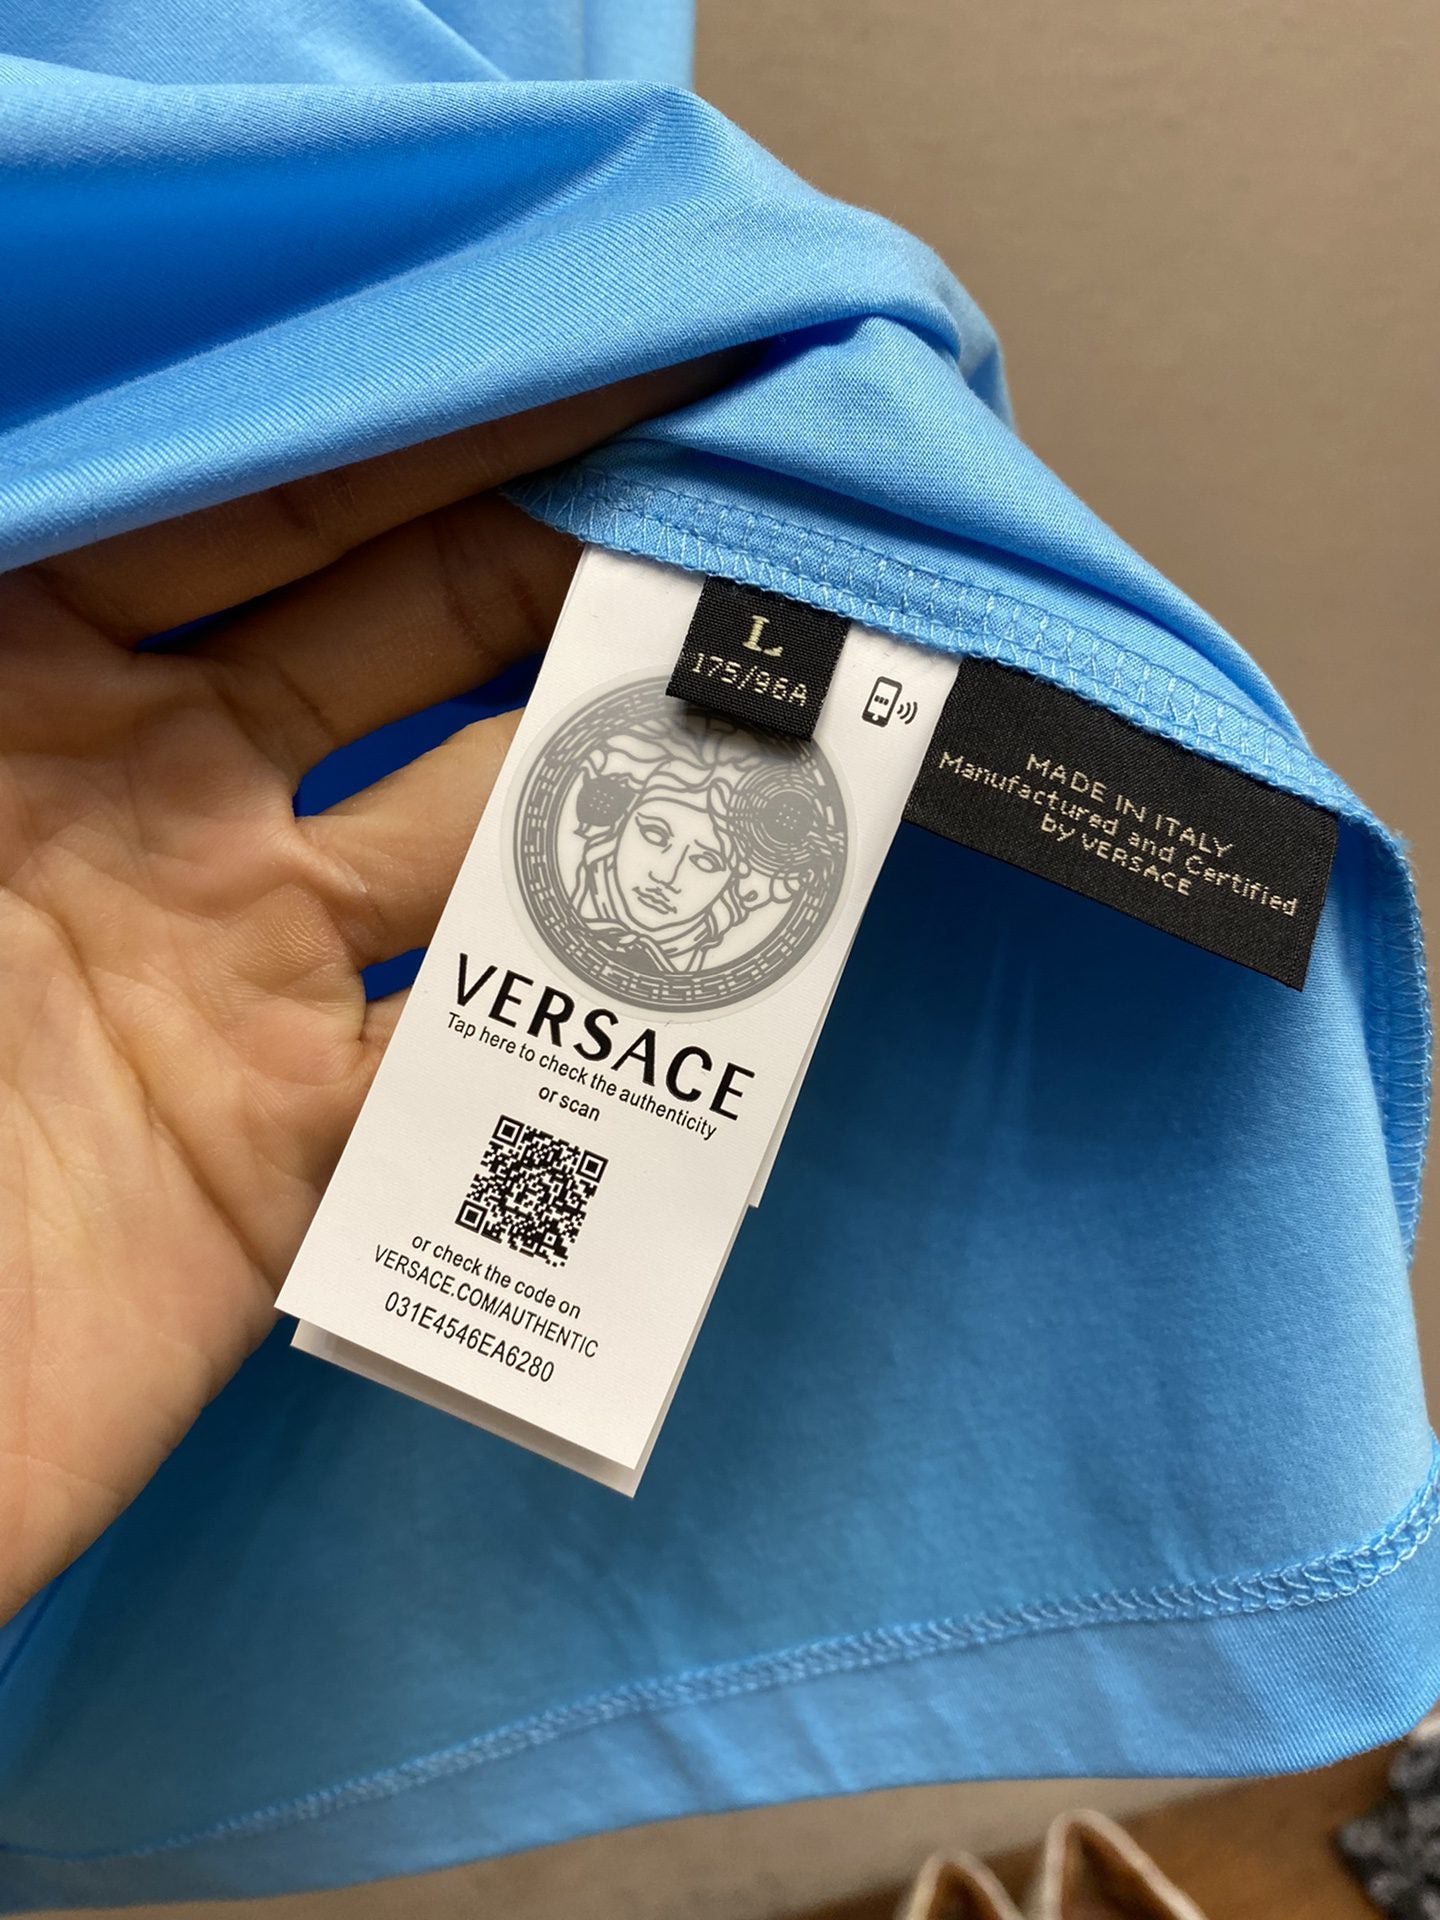 L
175/96A
MADE IN ITALY
Manufactured and Certified
by VERSACE
VERSACE
Tap here to check the authenticity
or scan
or check the code on
VERSACE.COM/AUTHENTIC
031E4546EA6280